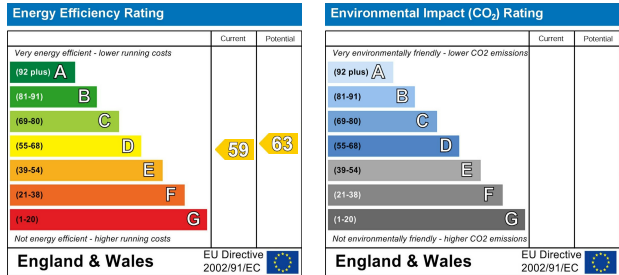 Energy Efficiency Rating
Current Potential
Very energy efficient - lower running costs
(92 plus) A
(81-91) B
(69-80) C
(55-68) D
59
63
(39-54) E
(21-38) F
(1-20) G
Not energy efficient - higher running costs
England & Wales
EU Directive
2002/91/EC
Environmental Impact (CO₂) Rating
Current Potential
Very environmentally friendly - lower CO2 emissions
(92 plus) A
(81-91) B
(69-80) C
(55-68) D
(39-54) E
(21-38) F
(1-20) G
Not environmentally friendly - higher CO2 emissions
England & Wales
EU Directive
2002/91/EC